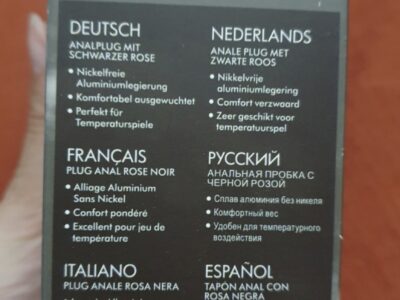 DEUTSCH
ANALPLUG MIT
SCHWARZER ROSE
• Nickelfreie
Aluminiumlegierung
• Komfortabel ausgewuchtet
• Perfekt für
Temperaturspiele
NEDERLANDS
ANALE PLUG MET
ZWARTE ROOS
• Nikkelvrije
aluminiumlegering
• Comfort verzwaard
• Zeer geschikt voor
temperatuurspel
FRANÇAIS
PLUG ANAL ROSE NOIR
• Alliage Aluminium
Sans Nickel
• Confort pondéré
• Excellent pour jeu de
température
РУССКИЙ
АНАЛЬНАЯ ПРОБКА С
ЧЕРНОЙ РОЗОЙ
• Сплав алюминия без никеля
• Комфортный вес
• Удобен для температурного
воздействия
ITALIANO
PLUG ANALE ROSA NERA
ESPAÑOL
TAPÓN ANAL CON
ROSA NEGRA